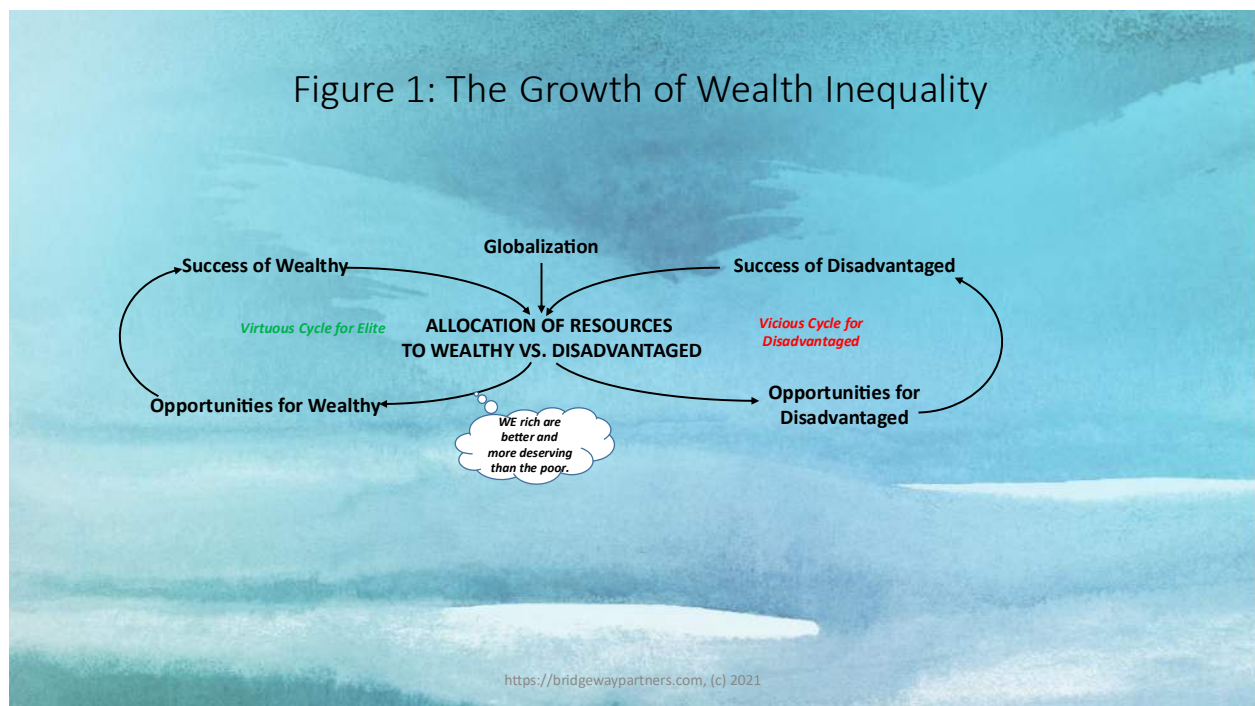 Figure 1: The Growth of Wealth Inequality
Globalization
Success of Wealthy
Success of Disadvantaged
Virtuous Cycle for Elite
ALLOCATION OF RESOURCES
TO WEALTHY VS. DISADVANTAGED
Vicious Cycle for
Disadvantaged
Opportunities for Wealthy
Opportunities for
Disadvantaged
WE rich are
better and
more deserving
than the poor.
https://bridgewaypartners.com, (c) 2021